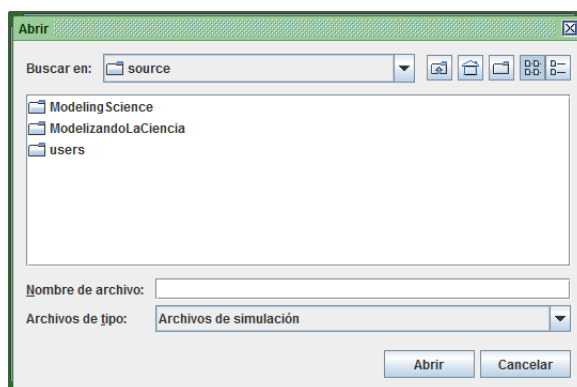 Abrir
Buscar en: source
ModelingScience
ModelizandoLaCiencia
users
Nombre de archivo:
Archivos de tipo: Archivos de simulación
Abrir Cancelar